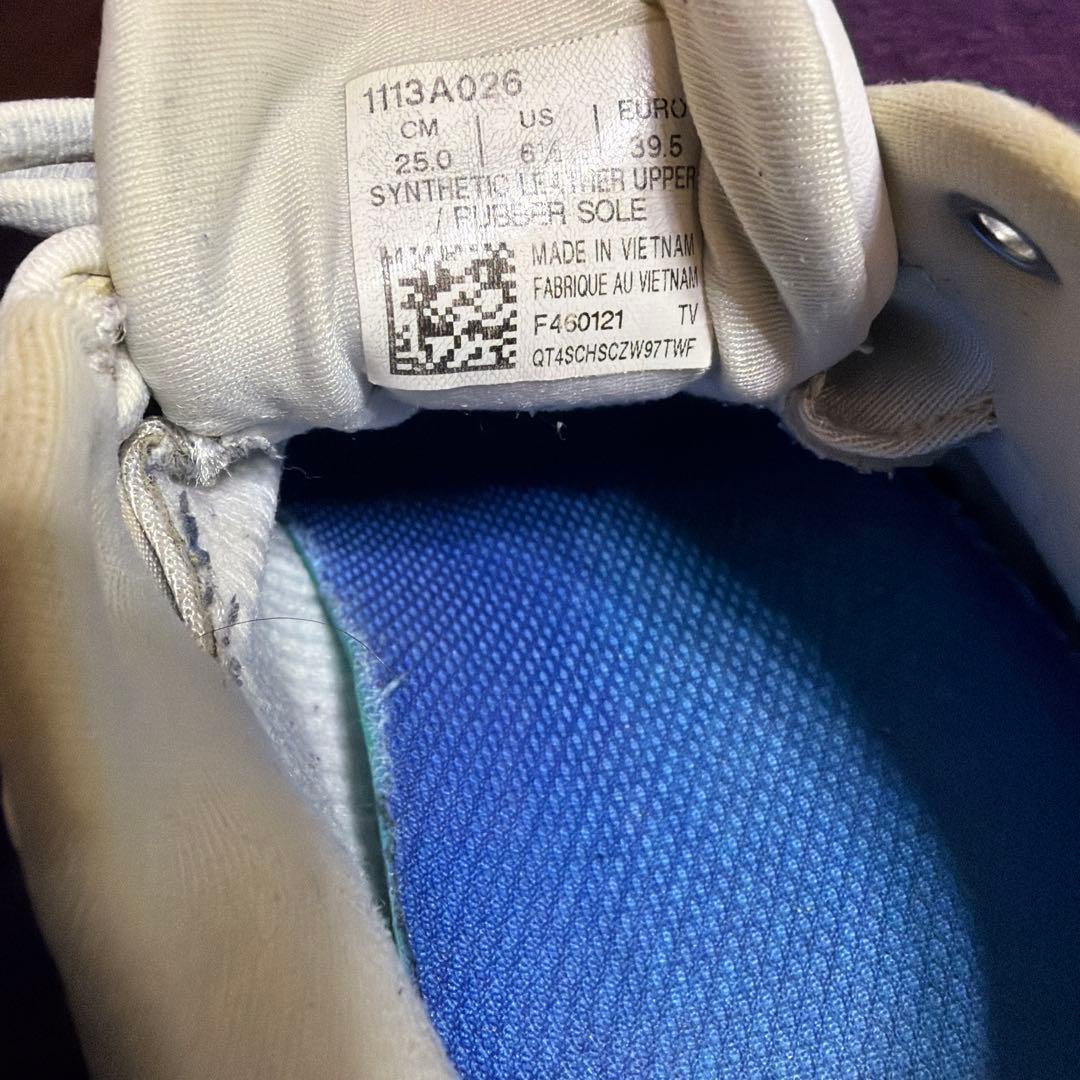 1113A026
CM | US | EURO
25.0 | 6½ | 39.5
SYNTHETIC LEATHER UPPER
/ RUBBER SOLE
MADE IN VIETNAM
FABRIQUE AU VIETNAM
F460121 TV
QT4SCHSCZW97TWF